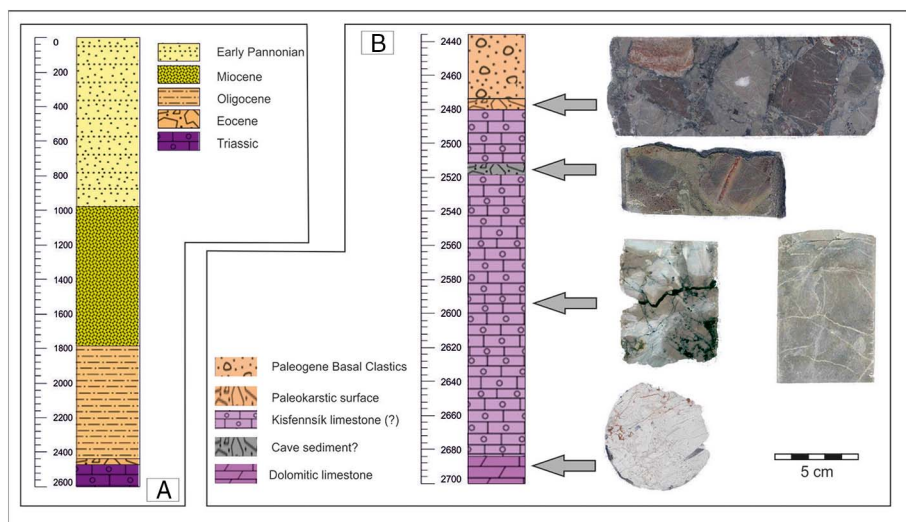 0
200
400
600
800
1000
1200
1400
1600
1800
2000
2200
2400
2600
Early Pannonian
Miocene
Oligocene
Eocene
Triassic
A
B
2440
2460
2480
2500
2520
2540
2560
2580
2600
2620
2640
2660
2680
2700
Paleogene Basal Clastics
Paleokarstic surface
Kisfennsík limestone (?)
Cave sediment?
Dolomitic limestone
5 cm